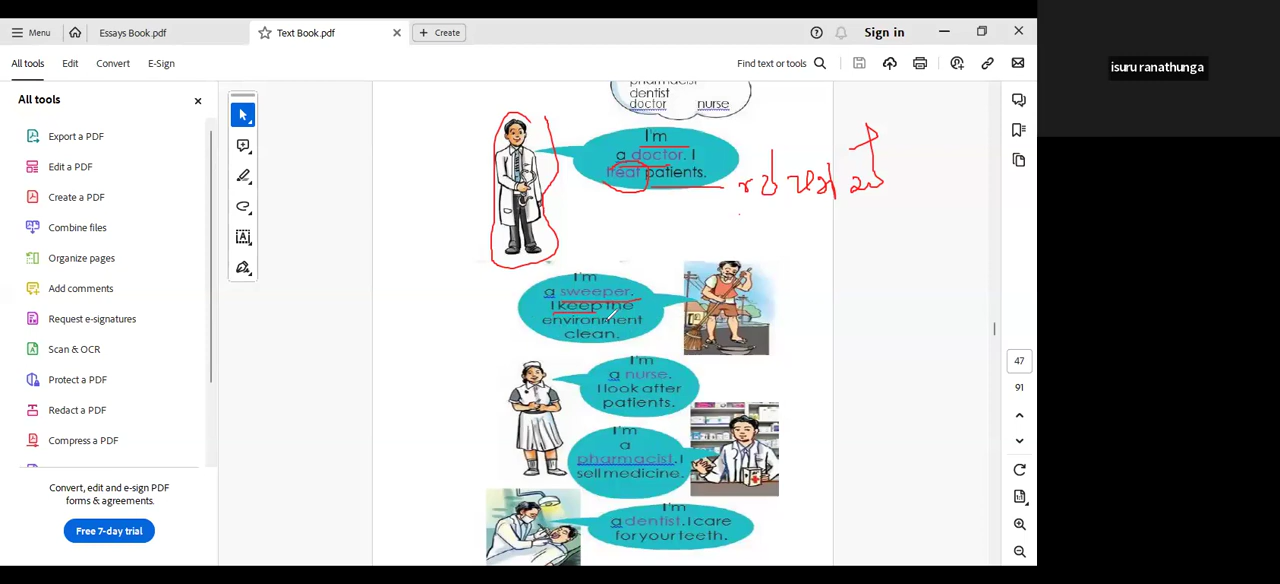 Menu
Essays Book.pdf
Text Book.pdf
Create
Sign in
All tools
Edit
Convert
E-Sign
Find text or tools
All tools
Export a PDF
Edit a PDF
Create a PDF
Combine files
Organize pages
Add comments
Request e-signatures
Scan & OCR
Protect a PDF
Redact a PDF
Compress a PDF
Convert, edit and e-sign PDF
forms & agreements.
Free 7-day trial
pharmacist
dentist
doctor nurse
I'm
a doctor. I
treat patients.
I'm
a sweeper.
I keep the
environment
clean.
I'm
a nurse.
I look after
patients.
I'm
a
pharmacist. I
sell medicine.
I'm
a dentist. I care
for your teeth.
47
91
isuru ranathunga